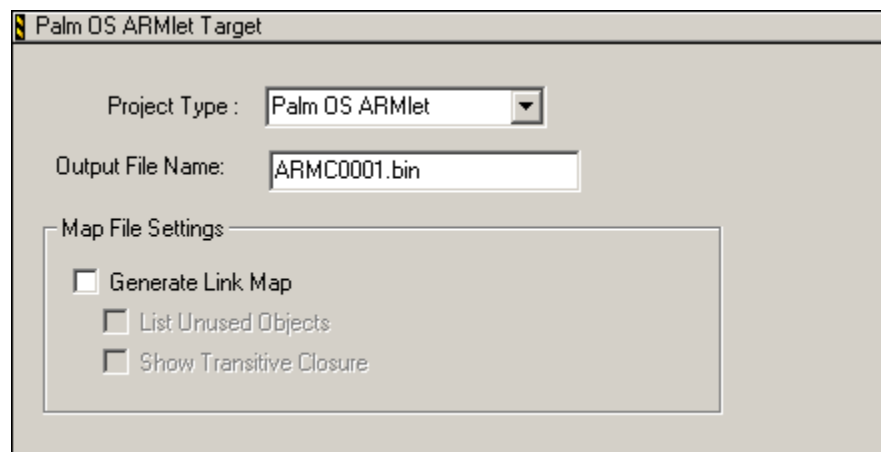 Palm OS ARMlet Target
Project Type : Palm OS ARMlet
Output File Name: ARMC0001.bin
Map File Settings
Generate Link Map
List Unused Objects
Show Transitive Closure